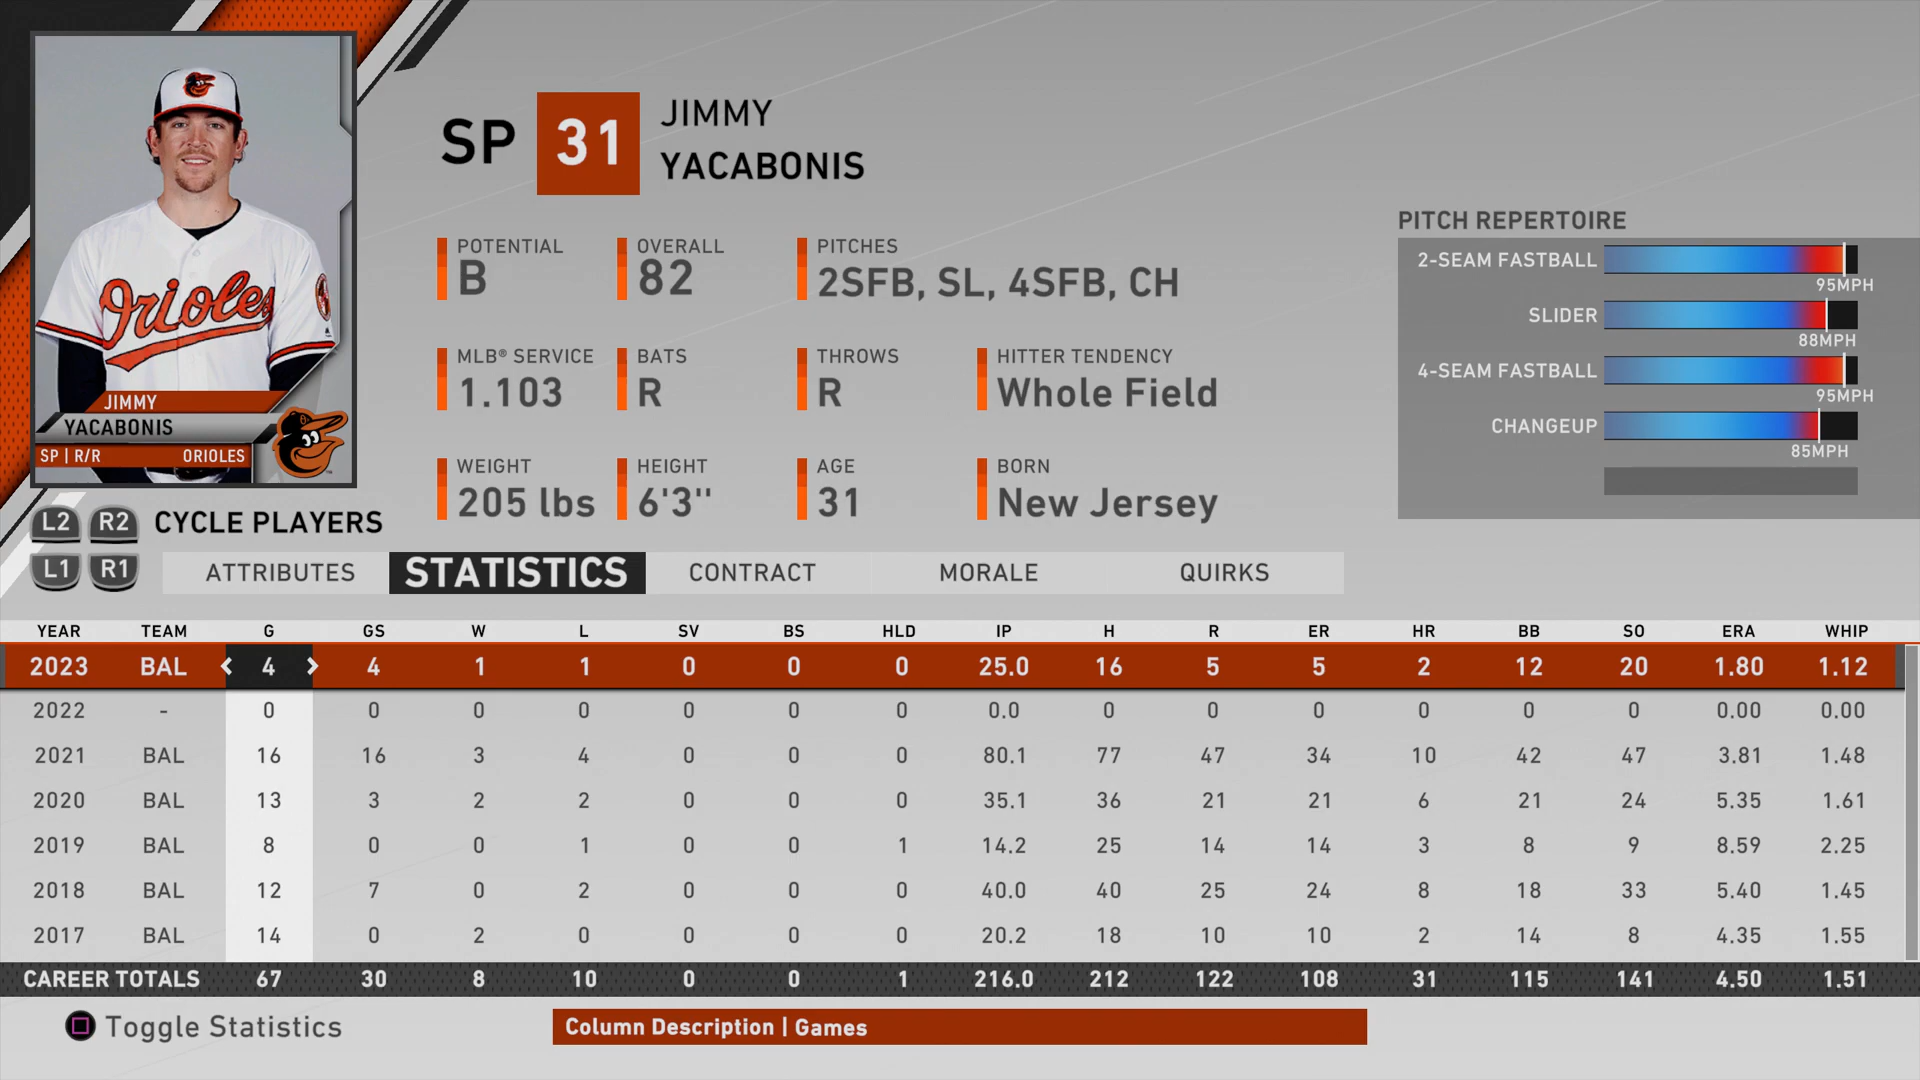 SP 31 JIMMY
YACABONIS
Orioles
JIMMY
YACABONIS
SP | R/R ORIOLES
POTENTIAL
B
OVERALL
82
PITCHES
2SFB, SL, 4SFB, CH
MLB® SERVICE
1.103
BATS
R
THROWS
R
HITTER TENDENCY
Whole Field
WEIGHT
205 lbs
HEIGHT
6'3''
AGE
31
BORN
New Jersey
PITCH REPERTOIRE
2-SEAM FASTBALL
95MPH
SLIDER
88MPH
4-SEAM FASTBALL
95MPH
CHANGEUP
85MPH
L2 R2 CYCLE PLAYERS
L1 R1 ATTRIBUTES STATISTICS CONTRACT MORALE QUIRKS
YEAR TEAM G GS W L SV BS HLD IP H R ER HR BB SO ERA WHIP
2023 BAL 4 4 1 1 0 0 0 25.0 16 5 5 2 12 20 1.80 1.12
2022 - 0 0 0 0 0 0 0 0.0 0 0 0 0 0 0 0.00 0.00
2021 BAL 16 16 3 4 0 0 0 80.1 77 47 34 10 42 47 3.81 1.48
2020 BAL 13 3 2 2 0 0 0 35.1 36 21 21 6 21 24 5.35 1.61
2019 BAL 8 0 0 1 0 0 1 14.2 25 14 14 3 8 9 8.59 2.25
2018 BAL 12 7 0 2 0 0 0 40.0 40 25 24 8 18 33 5.40 1.45
2017 BAL 14 0 2 0 0 0 0 20.2 18 10 10 2 14 8 4.35 1.55
CAREER TOTALS 67 30 8 10 0 0 1 216.0 212 122 108 31 115 141 4.50 1.51
Toggle Statistics
Column Description | Games